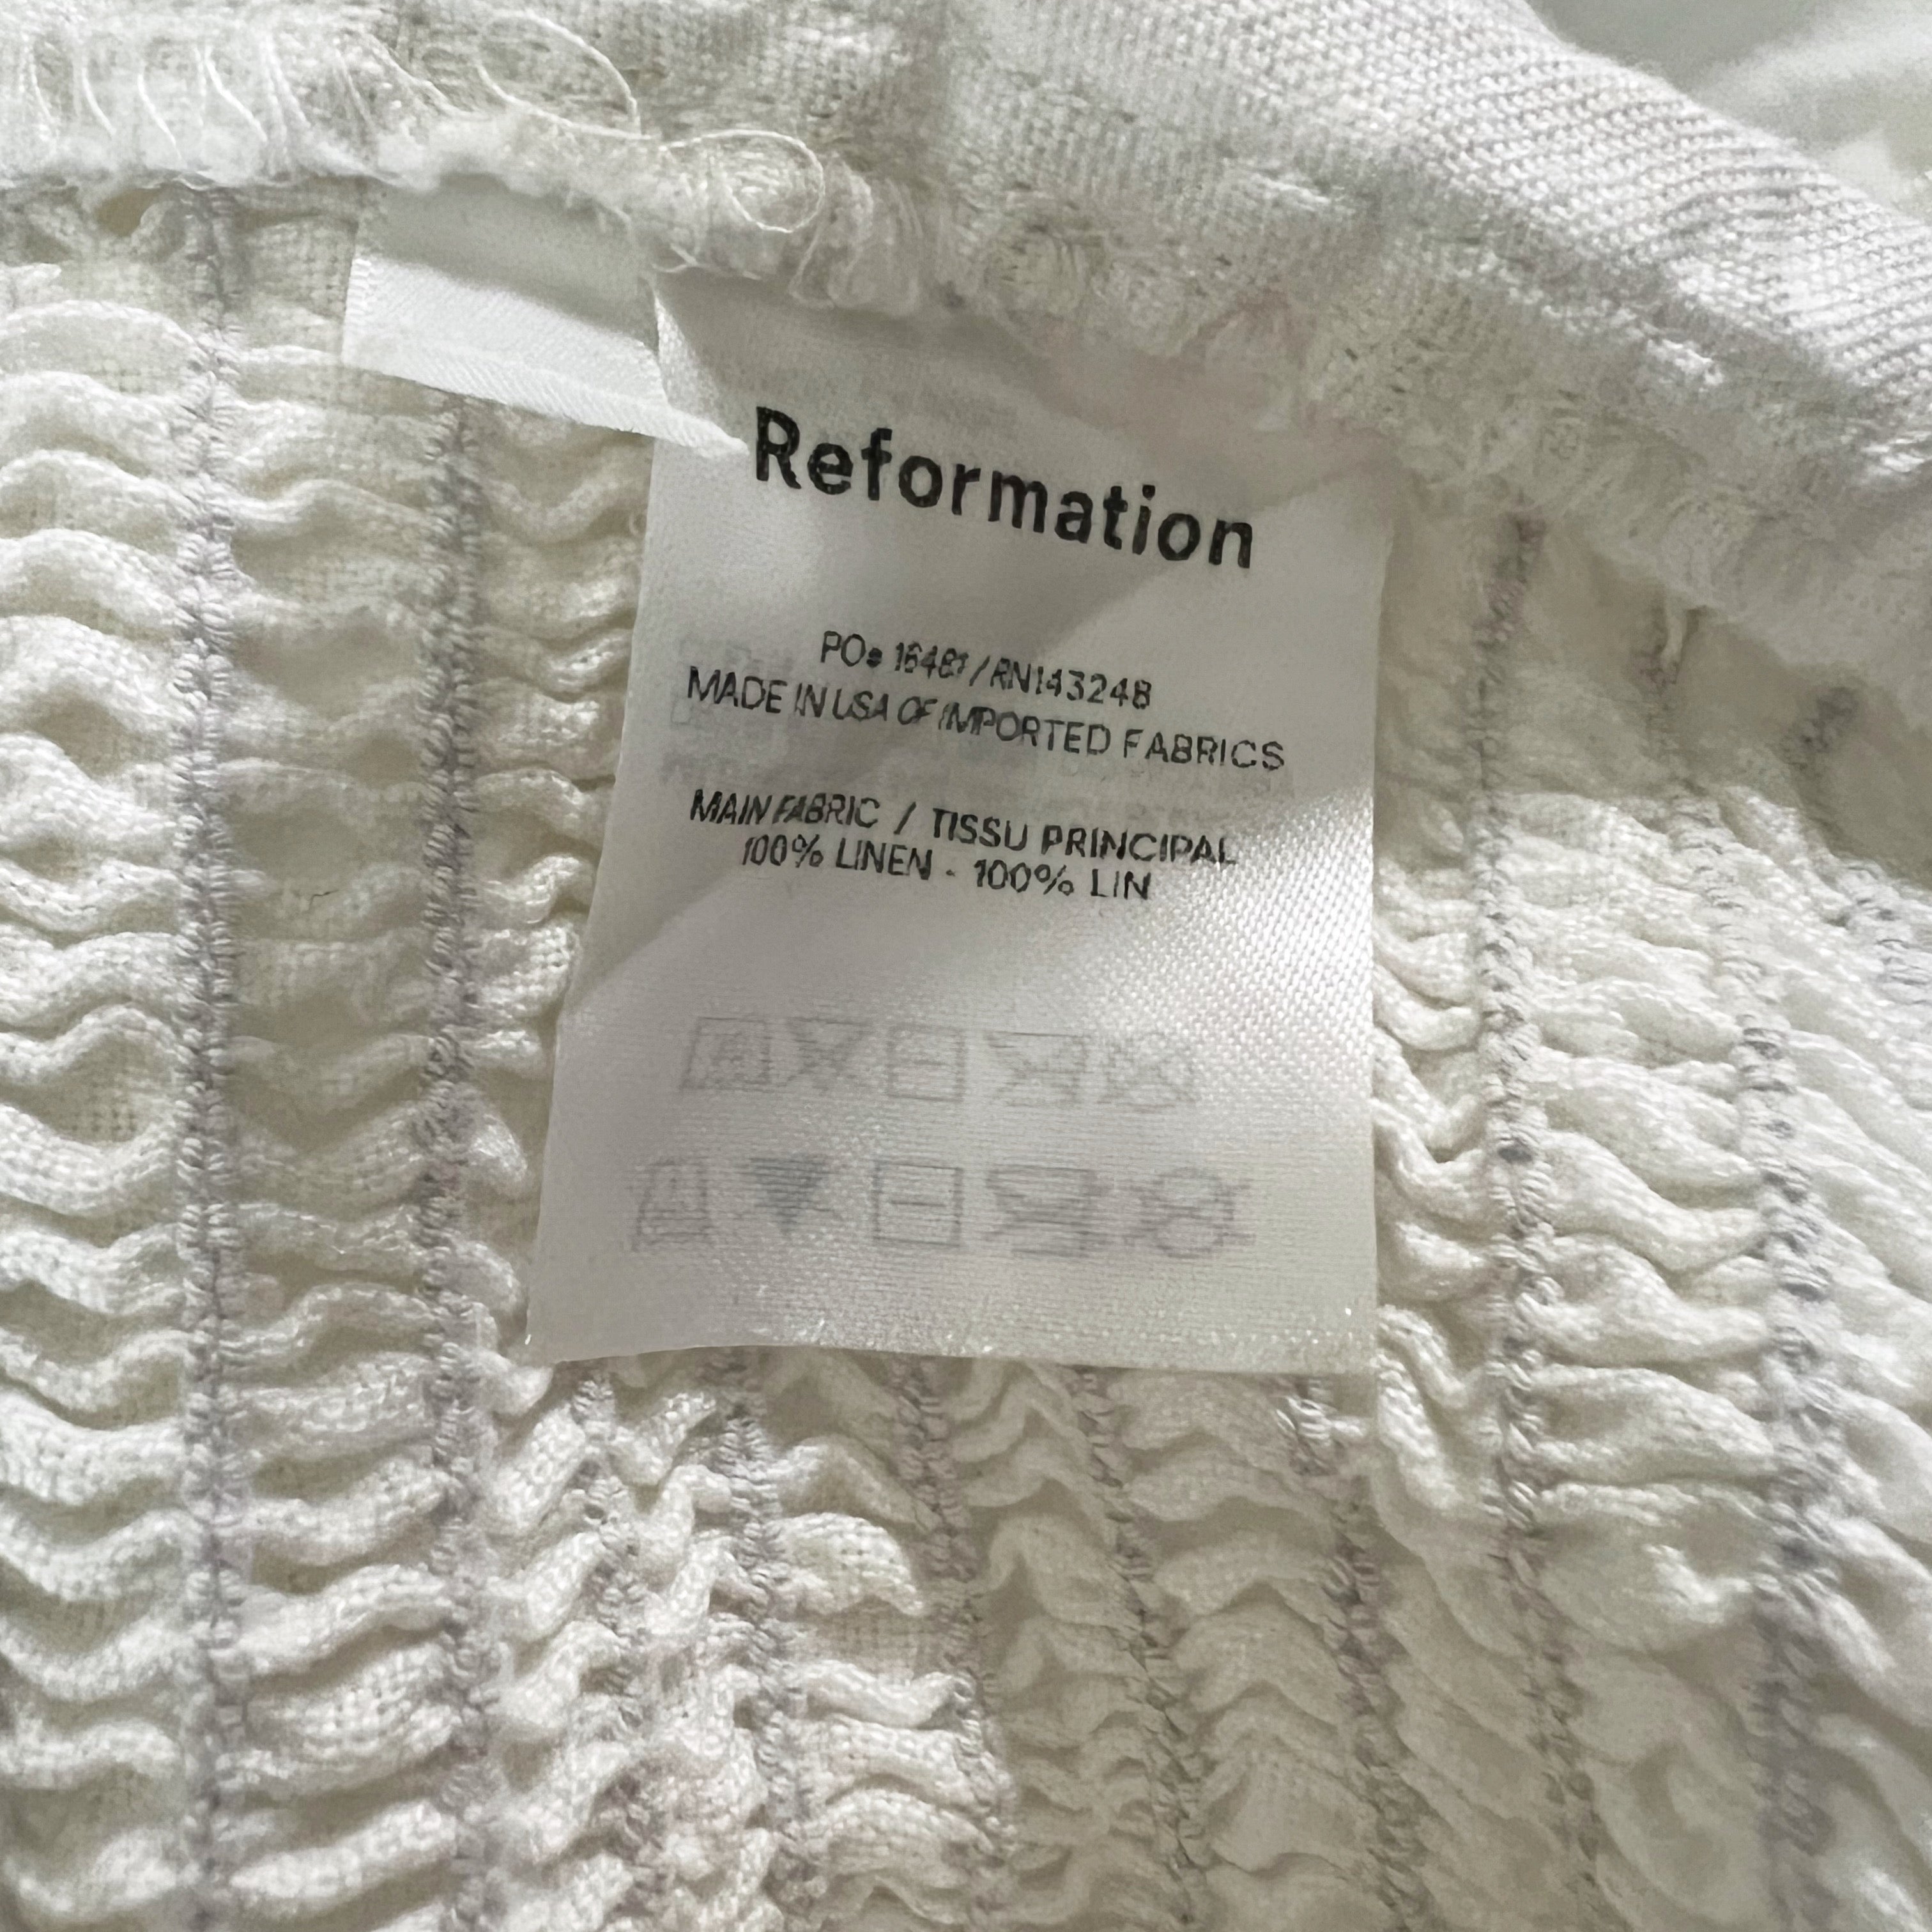 Reformation
PO# 16481 / RN143248
MADE IN USA OF IMPORTED FABRICS
MAIN FABRIC / TISSU PRINCIPAL
100% LINEN - 100% LIN